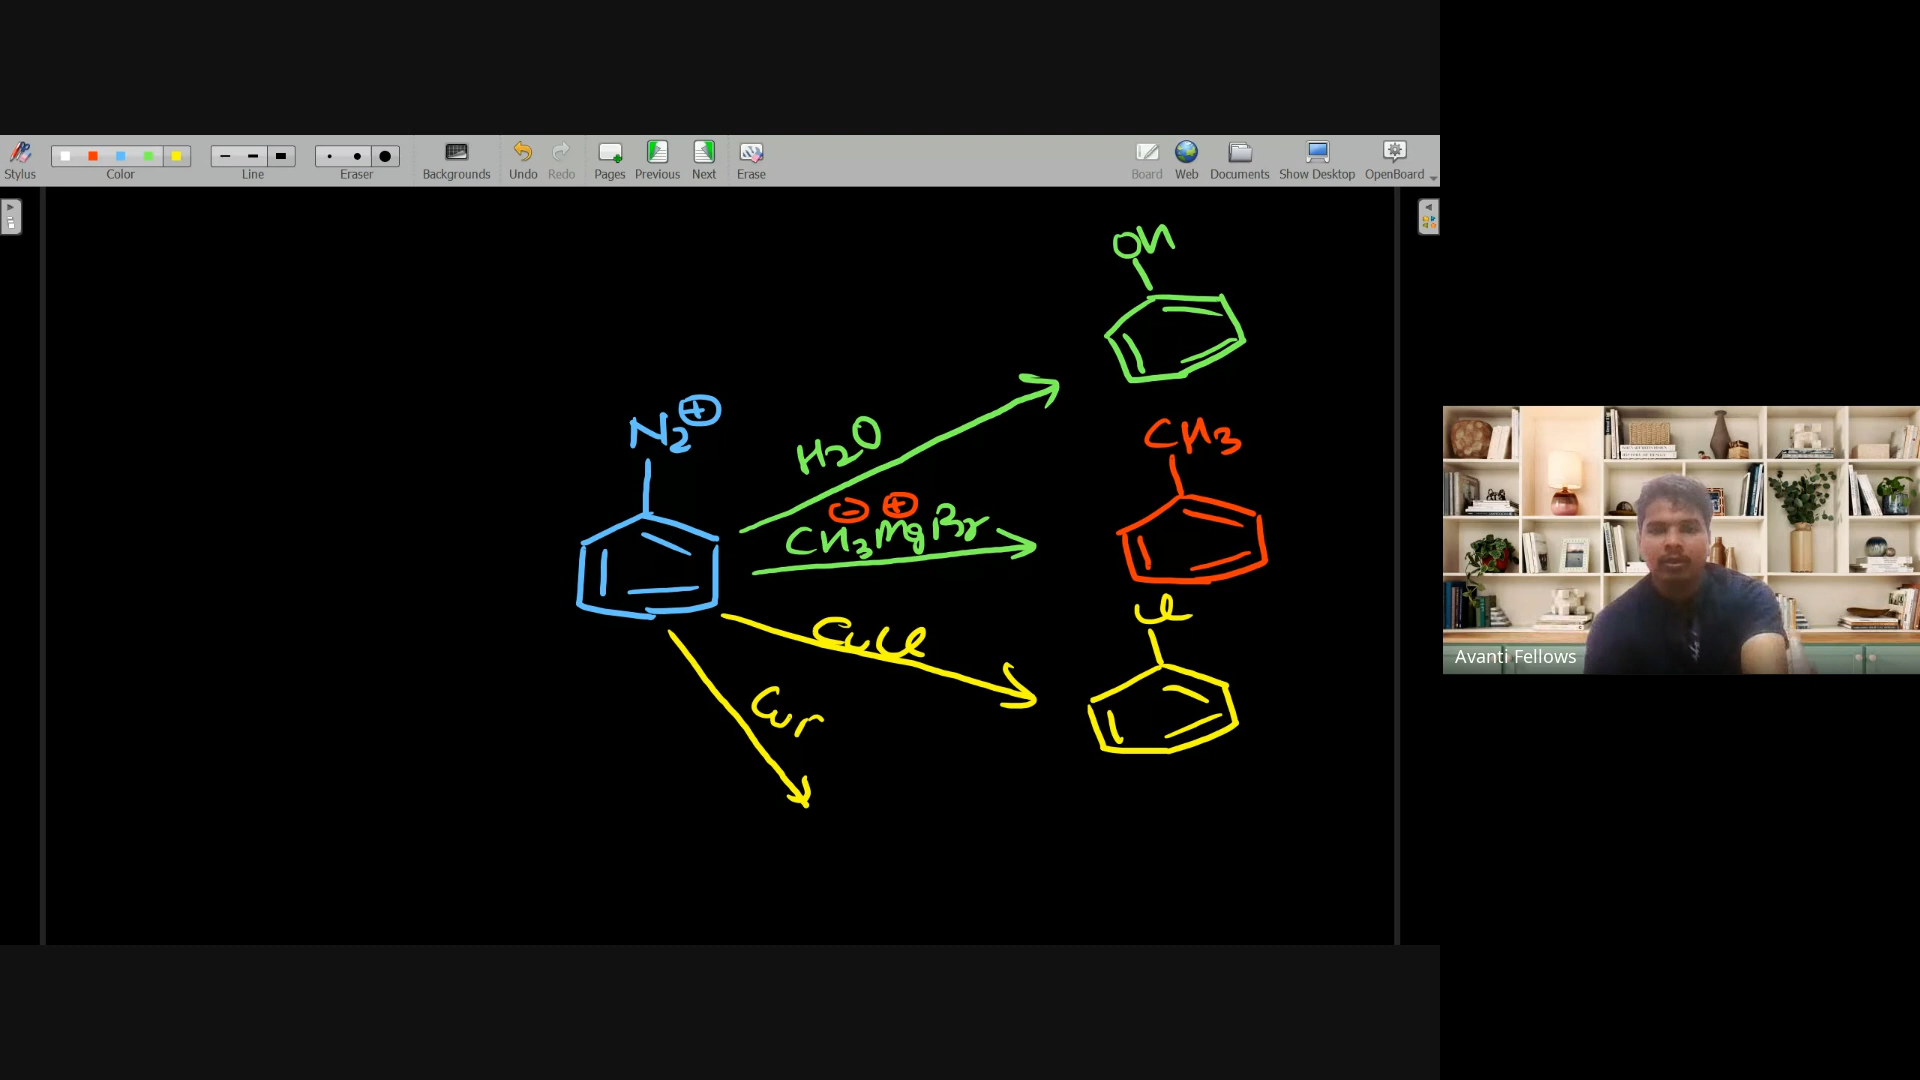 Stylus
Color
Line
Eraser
Backgrounds
Undo
Redo
Pages
Previous
Next
Erase
Board
Web
Documents
Show Desktop
OpenBoard
OH
N2⊕
H2O
CH3
⊖ ⊕
CH3MgBr
Cl
CuCl
Avanti Fellows